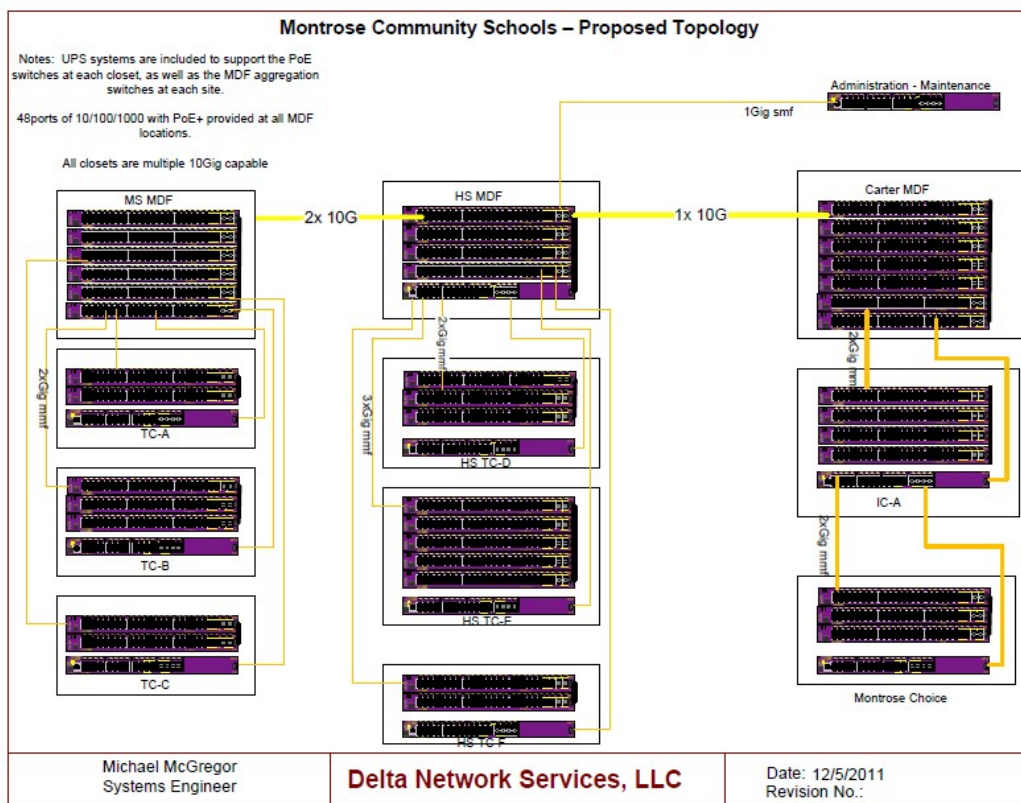 Montrose Community Schools – Proposed Topology
Notes: UPS systems are included to support the PoE
switches at each closet, as well as the MDF aggregation
switches at each site.
48ports of 10/100/1000 with PoE+ provided at all MDF
locations.
All closets are multiple 10Gig capable
Administration - Maintenance
1Gig smf
MS MDF
2x 10G
HS MDF
1x 10G
Carter MDF
2xGig mmf
TC-A
TC-B
TC-C
2xGig mmf
3xGig mmf
HS TC-D
HS TC-E
HS TC F
2xGig mmf
IC-A
2xGig mmf
Montrose Choice
Michael McGregor
Systems Engineer
Delta Network Services, LLC
Date: 12/5/2011
Revision No.: